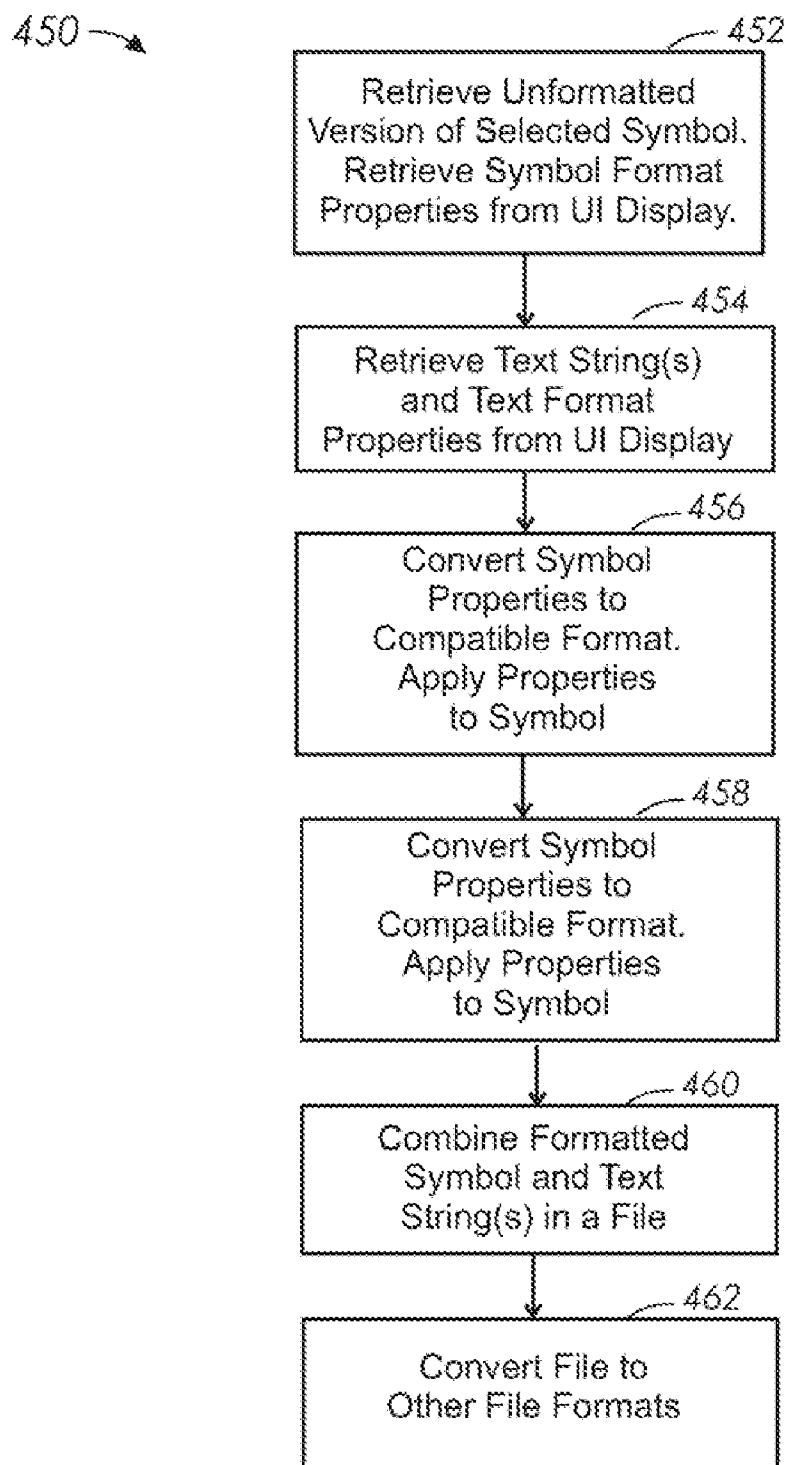 450
452
Retrieve Unformatted
Version of Selected Symbol.
Retrieve Symbol Format
Properties from UI Display.
454
Retrieve Text String(s)
and Text Format
Properties from UI Display
456
Convert Symbol
Properties to
Compatible Format.
Apply Properties
to Symbol
458
Convert Symbol
Properties to
Compatible Format.
Apply Properties
to Symbol
460
Combine Formatted
Symbol and Text
String(s) in a File
462
Convert File to
Other File Formats